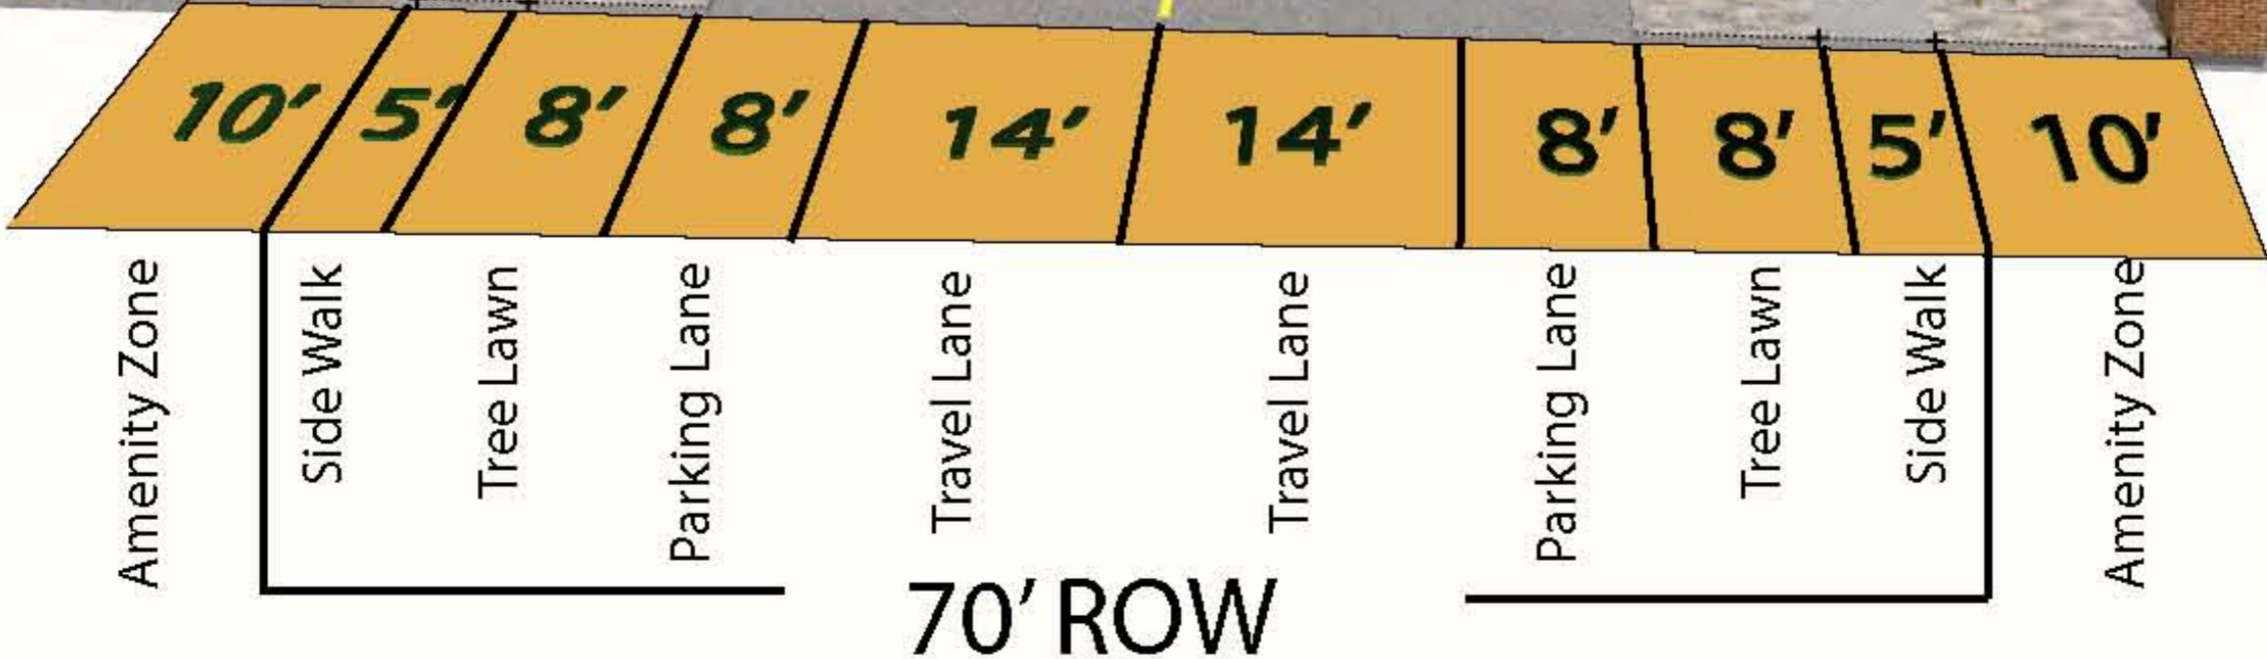 10' 5' 8' 8' 14' 14' 8' 8' 5' 10'
Amenity Zone
Side Walk
Tree Lawn
Parking Lane
Travel Lane
Travel Lane
Parking Lane
Tree Lawn
Side Walk
Amenity Zone
70' ROW